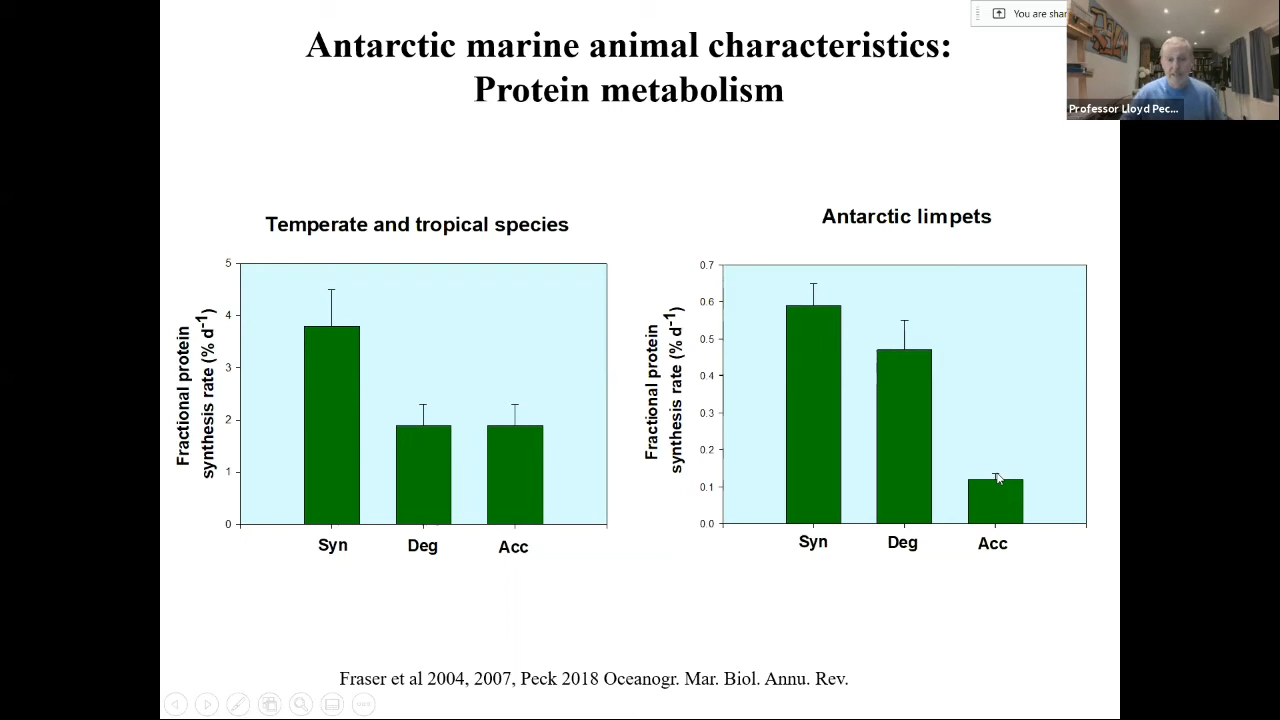 Antarctic marine animal characteristics:
Protein metabolism
You are shar
Professor Lloyd Pec...
Temperate and tropical species
5
4
3
2
1
0
Fractional protein
synthesis rate (% d-1)
Syn
Deg
Acc
Antarctic limpets
0.7
0.6
0.5
0.4
0.3
0.2
0.1
0.0
Fractional protein
synthesis rate (% d-1)
Syn
Deg
Acc
Fraser et al 2004, 2007, Peck 2018 Oceanogr. Mar. Biol. Annu. Rev.